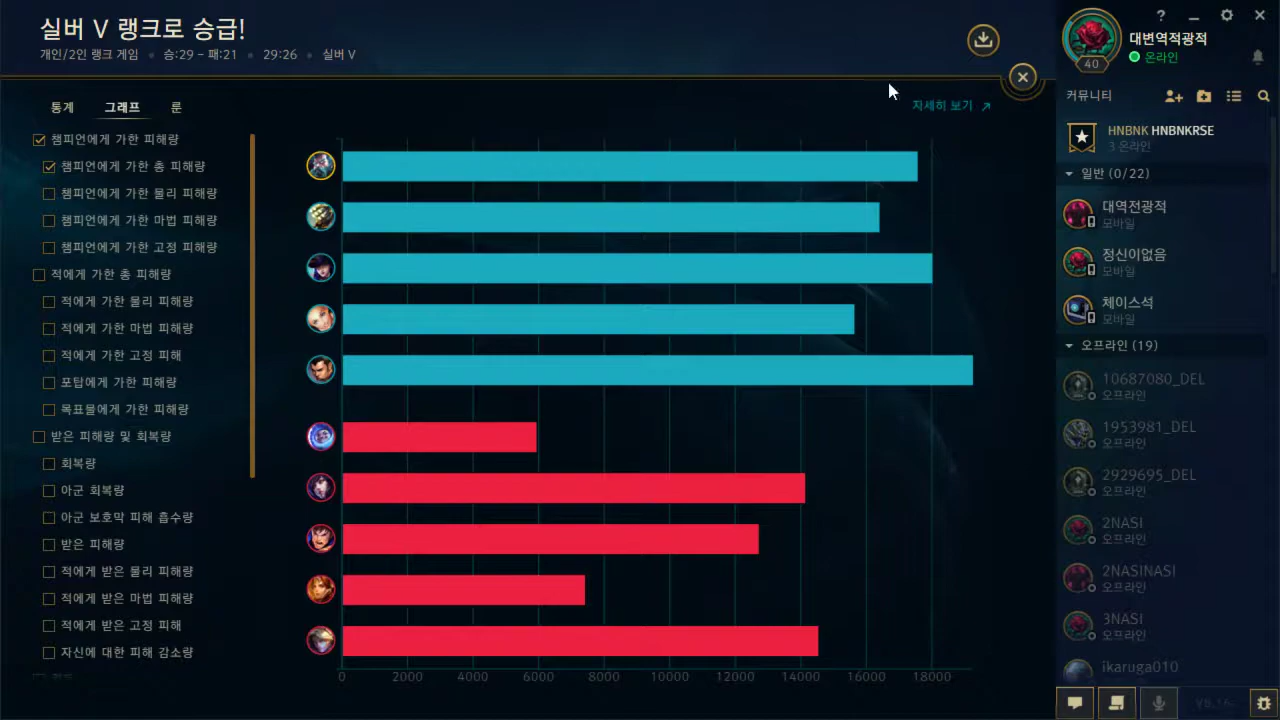 실버 V 랭크로 승급!
개인/2인 랭크 게임 승:29 – 패:21 29:26 실버 V
통계 그래프 룬
자세히 보기
챔피언에게 가한 피해량
챔피언에게 가한 총 피해량
챔피언에게 가한 물리 피해량
챔피언에게 가한 마법 피해량
챔피언에게 가한 고정 피해량
적에게 가한 총 피해량
적에게 가한 물리 피해량
적에게 가한 마법 피해량
적에게 가한 고정 피해
포탑에게 가한 피해량
목표물에게 가한 피해량
받은 피해량 및 회복량
회복량
아군 회복량
아군 보호막 피해 흡수량
받은 피해량
적에게 받은 물리 피해량
적에게 받은 마법 피해량
적에게 받은 고정 피해
자신에 대한 피해 감소량
0 2000 4000 6000 8000 10000 12000 14000 16000 18000
?
대변역적광적
40
온라인
커뮤니티
HNBNK HNBNKRSE
3 온라인
일반 (0/22)
대역전광적
모바일
정신이없음
모바일
체이스석
모바일
오프라인 (19)
10687080_DEL
오프라인
1953981_DEL
오프라인
2929695_DEL
오프라인
2NASI
오프라인
2NASINASI
오프라인
3NASI
오프라인
ikaruga010